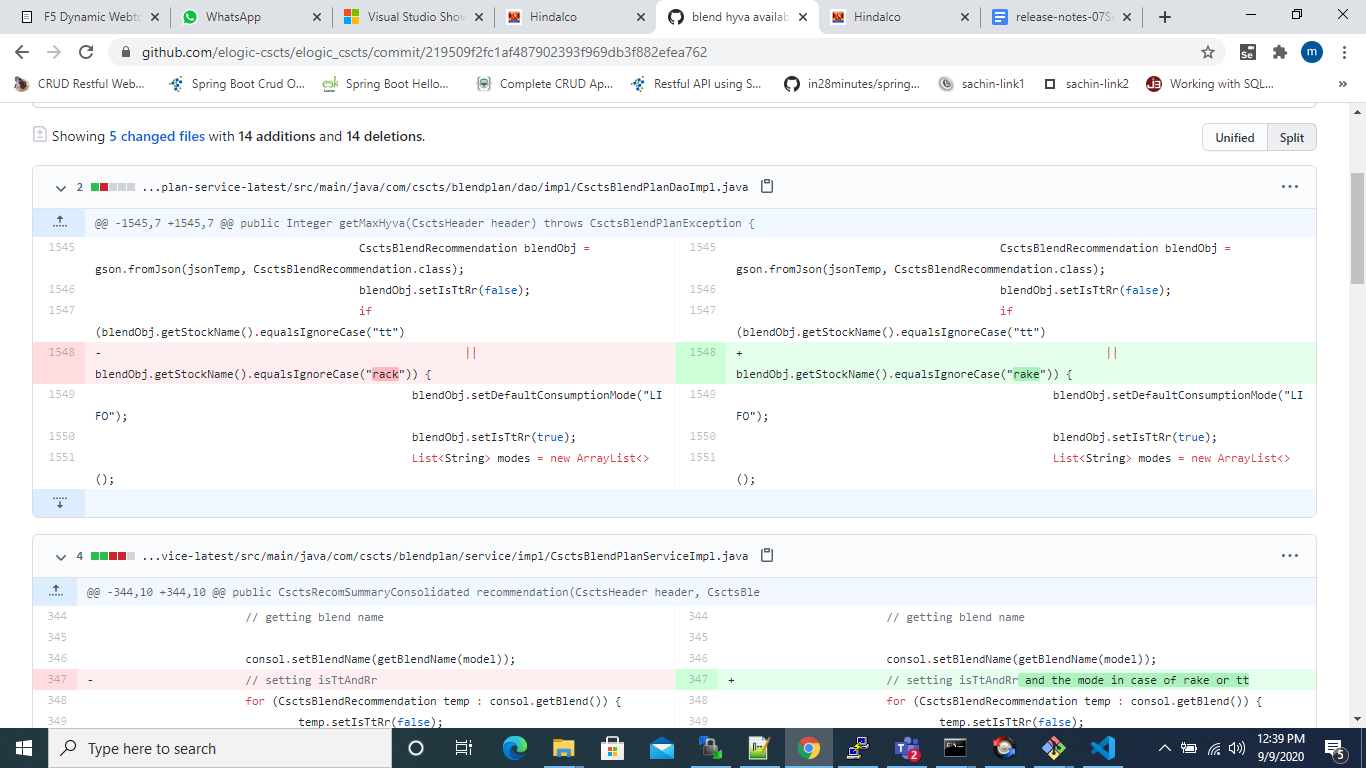 F5 Dynamic Webto
WhatsApp
Visual Studio Show
Hindalco
blend hyva availab
Hindalco
release-notes-07Se
github.com/elogic-cscts/elogic_cscts/commit/219509f2fc1af487902393f969db3f882efea762
Se
m
CRUD Restful Web...
Spring Boot Crud O...
Spring Boot Hello...
Complete CRUD Ap...
Restful API using S...
in28minutes/spring...
sachin-link1
sachin-link2
Working with SQL...
Showing 5 changed files with 14 additions and 14 deletions.
Unified
Split
2 ...plan-service-latest/src/main/java/com/cscts/blendplan/dao/impl/CsctsBlendPlanDaoImpl.java
@@ -1545,7 +1545,7 @@ public Integer getMaxHyva(CsctsHeader header) throws CsctsBlendPlanException {
1545 CsctsBlendRecommendation blendObj =
gson.fromJson(jsonTemp, CsctsBlendRecommendation.class);
1546 blendObj.setIsTtRr(false);
1547 if
(blendObj.getStockName().equalsIgnoreCase("tt")
1548 - ||
blendObj.getStockName().equalsIgnoreCase("rack")) {
1549 blendObj.setDefaultConsumptionMode("LI
FO");
1550 blendObj.setIsTtRr(true);
1551 List<String> modes = new ArrayList<>
();
1545 CsctsBlendRecommendation blendObj =
gson.fromJson(jsonTemp, CsctsBlendRecommendation.class);
1546 blendObj.setIsTtRr(false);
1547 if
(blendObj.getStockName().equalsIgnoreCase("tt")
1548 + ||
blendObj.getStockName().equalsIgnoreCase("rake")) {
1549 blendObj.setDefaultConsumptionMode("LI
FO");
1550 blendObj.setIsTtRr(true);
1551 List<String> modes = new ArrayList<>
();
4 ...vice-latest/src/main/java/com/cscts/blendplan/service/impl/CsctsBlendPlanServiceImpl.java
@@ -344,10 +344,10 @@ public CsctsRecomSummaryConsolidated recommendation(CsctsHeader header, CsctsBle
344 // getting blend name
345
346 consol.setBlendName(getBlendName(model));
347 - // setting isTtAndRr
348 for (CsctsBlendRecommendation temp : consol.getBlend()) {
349 temp.setIsTtRr(false);
344 // getting blend name
345
346 consol.setBlendName(getBlendName(model));
347 + // setting isTtAndRr and the mode in case of rake or tt
348 for (CsctsBlendRecommendation temp : consol.getBlend()) {
349 temp.setIsTtRr(false);
Type here to search
2
12:39 PM
9/9/2020
5